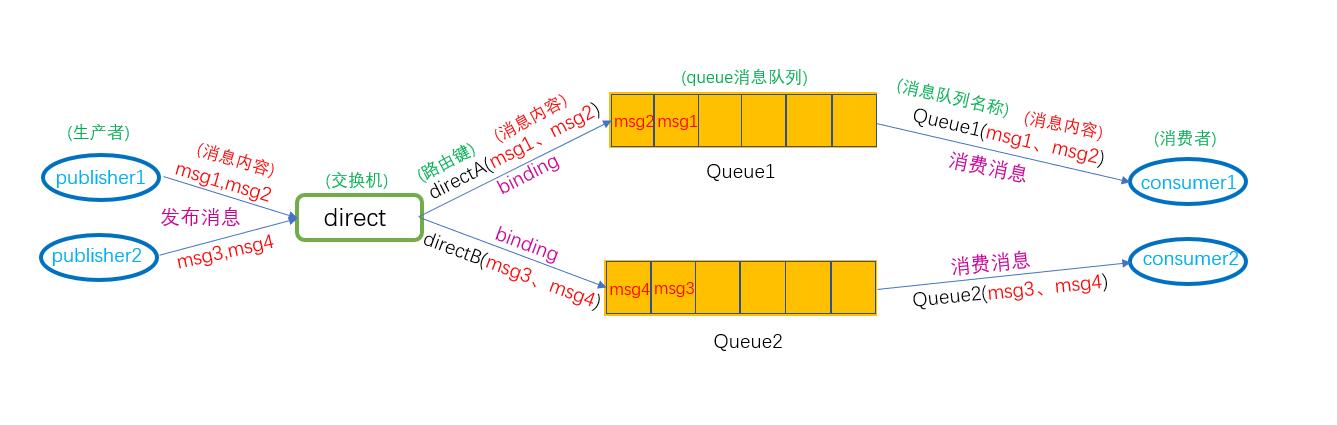 (生产者)
publisher1
publisher2
(消息内容)
msg1,msg2
发布消息
msg3,msg4
(交换机)
direct
(路由键)
(消息内容)
directA(msg1、msg2)
binding
binding
directB(msg3、msg4)
(queue消息队列)
msg2 msg1
Queue1
msg4 msg3
Queue2
(消息队列名称)
(消息内容)
Queue1(msg1、msg2)
消费消息
消费消息
Queue2(msg3、msg4)
(消费者)
consumer1
consumer2